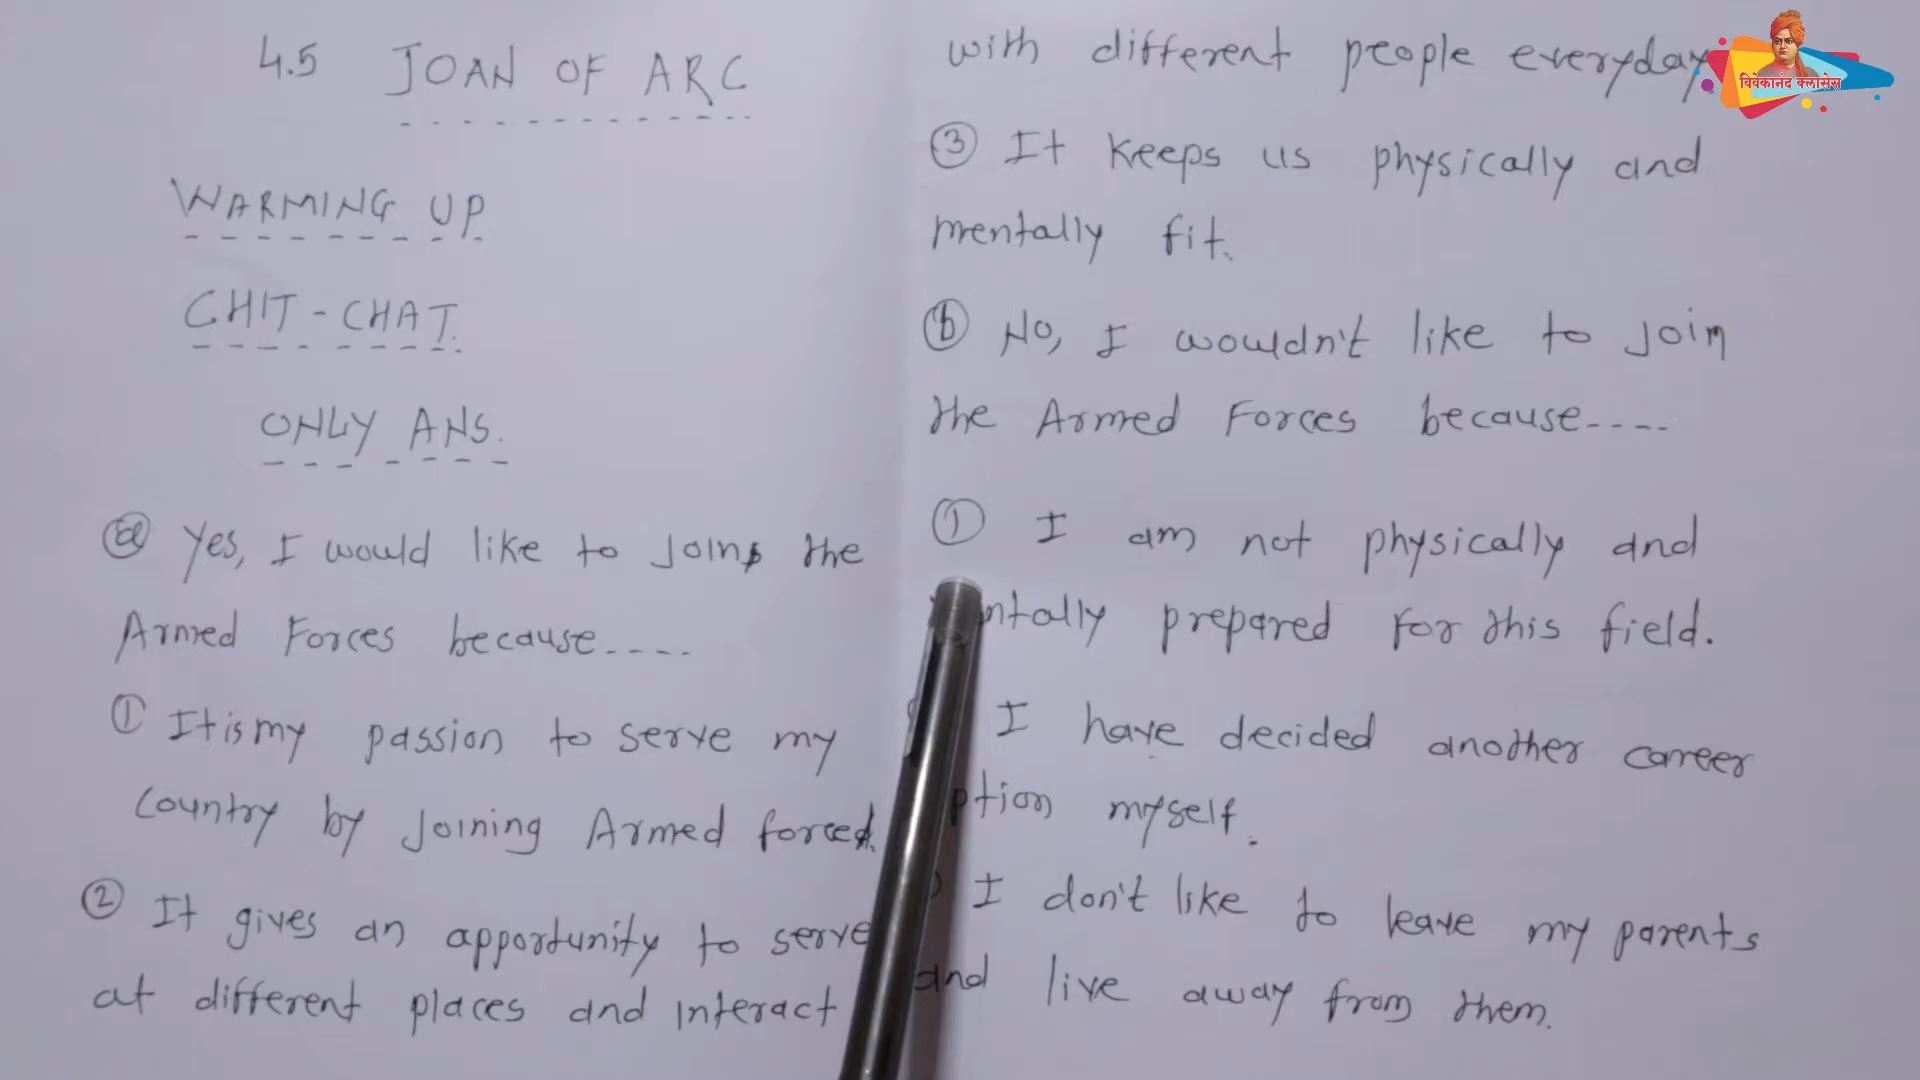 4.5 JOAN OF ARC
WARMING UP
CHIT-CHAT.
ONLY ANS.
ⓐ Yes, I would like to join the
Armed Forces because....
① It is my passion to serve my
country by joining Armed forced.
② It gives an apportunity to serve
at different places and interact
with different people everyday
③ It keeps us physically and
mentally fit.
ⓑ No, I wouldn't like to join
the Armed Forces because....
① I am not physically and
ntally prepared for this field.
I have decided another career
ption myself.
I don't like to leave my parents
and live away from them.
विवेकानंद क्लासेस